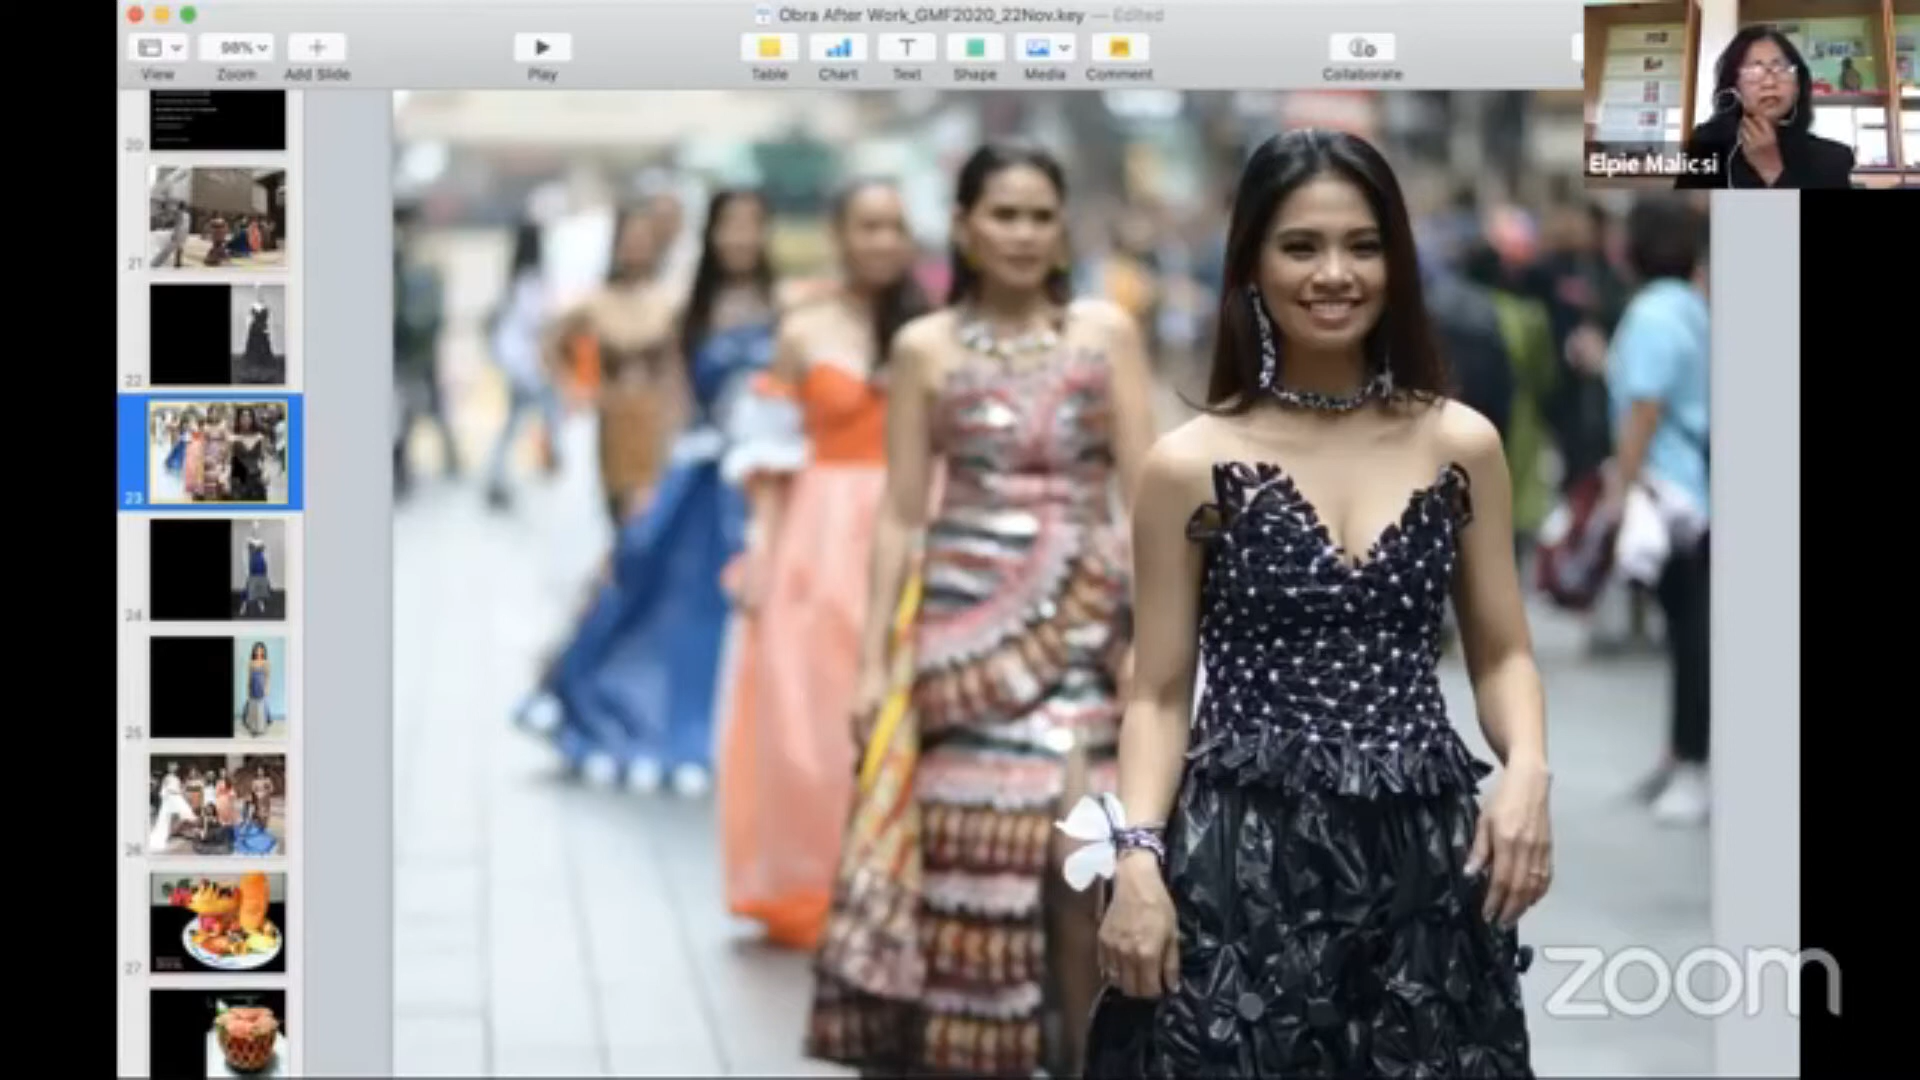 Obra After Work_GMF2020_22Nov.key — Edited
98%
View
Zoom
Add Slide
Play
Table
Chart
Text
Shape
Media
Comment
Collaborate
Elpie Malicsi
20
21
22
23
24
25
26
27
zoom